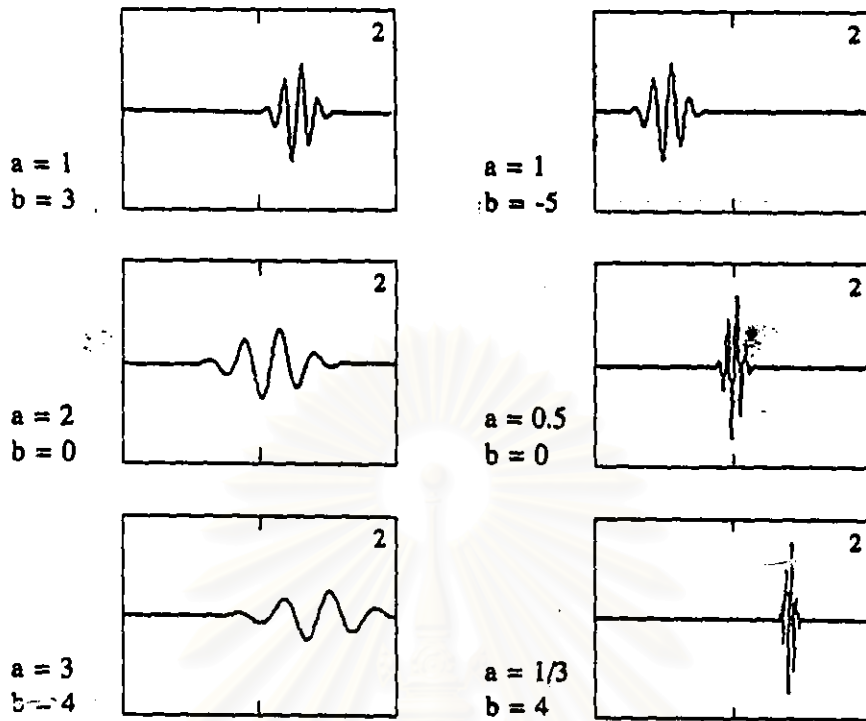 2
2
a = 1
b = 3
a = 1
b = -5
2
2
a = 2
b = 0
a = 0.5
b = 0
2
2
a = 3
b = 4
a = 1/3
b = 4